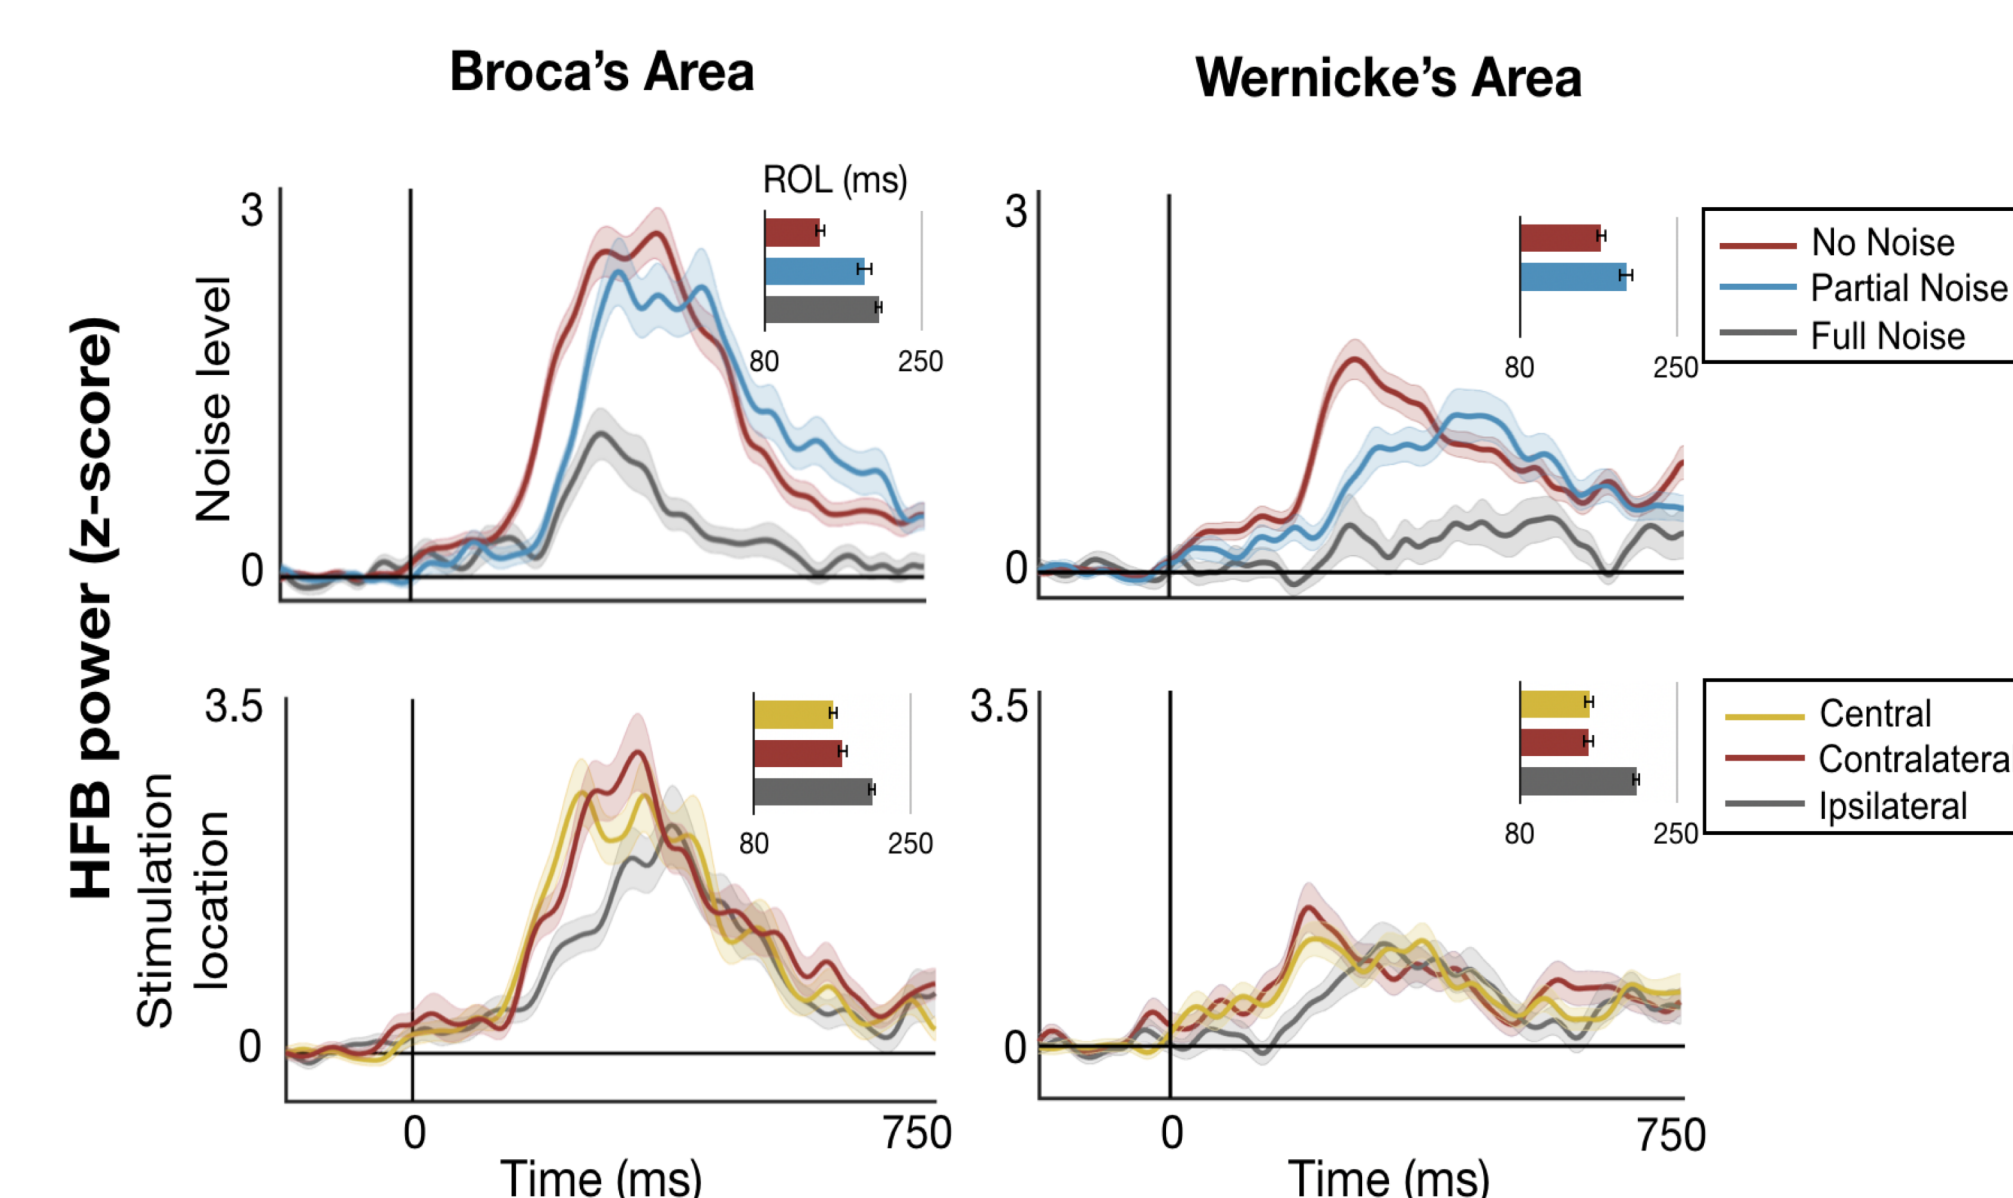 Broca's Area
Wernicke's Area
HFB power (z-score)
Noise level
3
0
ROL (ms)
80
250
3
0
80
250
No Noise
Partial Noise
Full Noise
Stimulation
location
3.5
0
80
250
0
750
Time (ms)
3.5
0
80
250
0
750
Time (ms)
Central
Contralatera
Ipsilateral